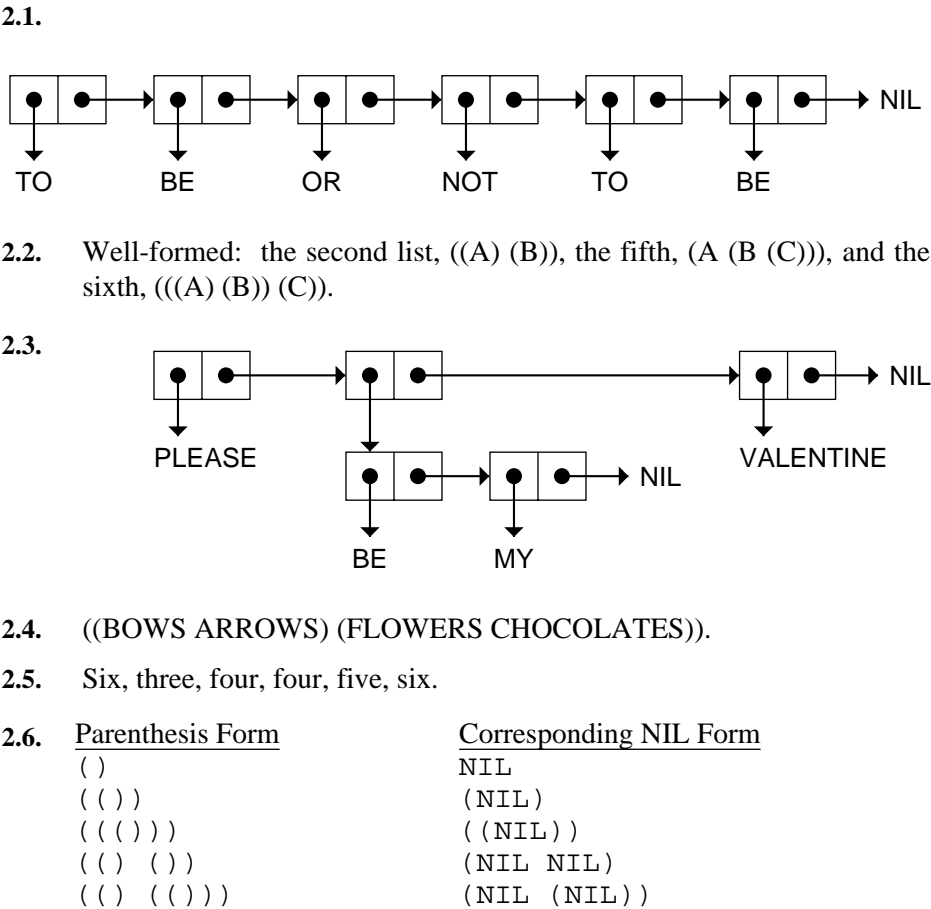 2.1.
NIL
TO BE OR NOT TO BE
2.2. Well-formed: the second list, ((A) (B)), the fifth, (A (B (C))), and the
sixth, (((A) (B)) (C)).
2.3.
NIL
PLEASE VALENTINE
NIL
BE MY
2.4. ((BOWS ARROWS) (FLOWERS CHOCOLATES)).
2.5. Six, three, four, four, five, six.
2.6. Parenthesis Form Corresponding NIL Form
() NIL
(()) (NIL)
((())) ((NIL))
(() ()) (NIL NIL)
(() (())) (NIL (NIL))